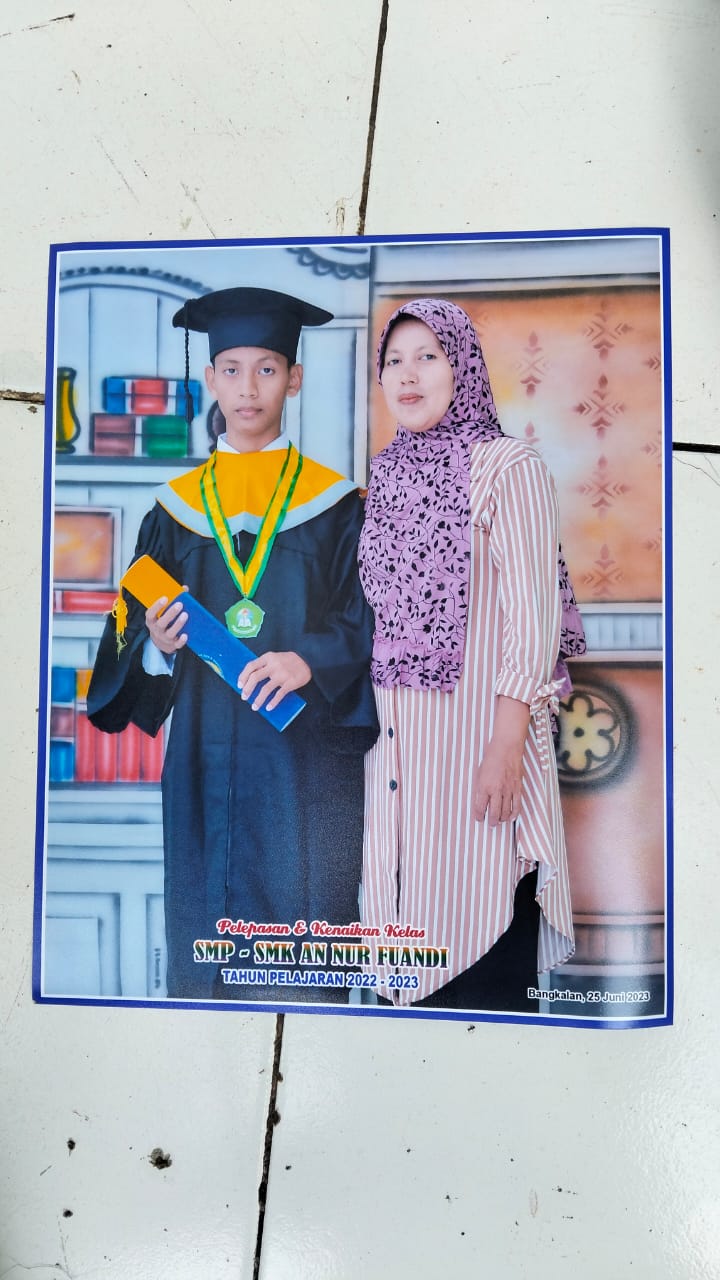 Pelepasan & Kenaikan Kelas
SMP - SMK AN NUR FUANDI
TAHUN PELAJARAN 2022 - 2023
Bangkalan, 25 Juni 2023